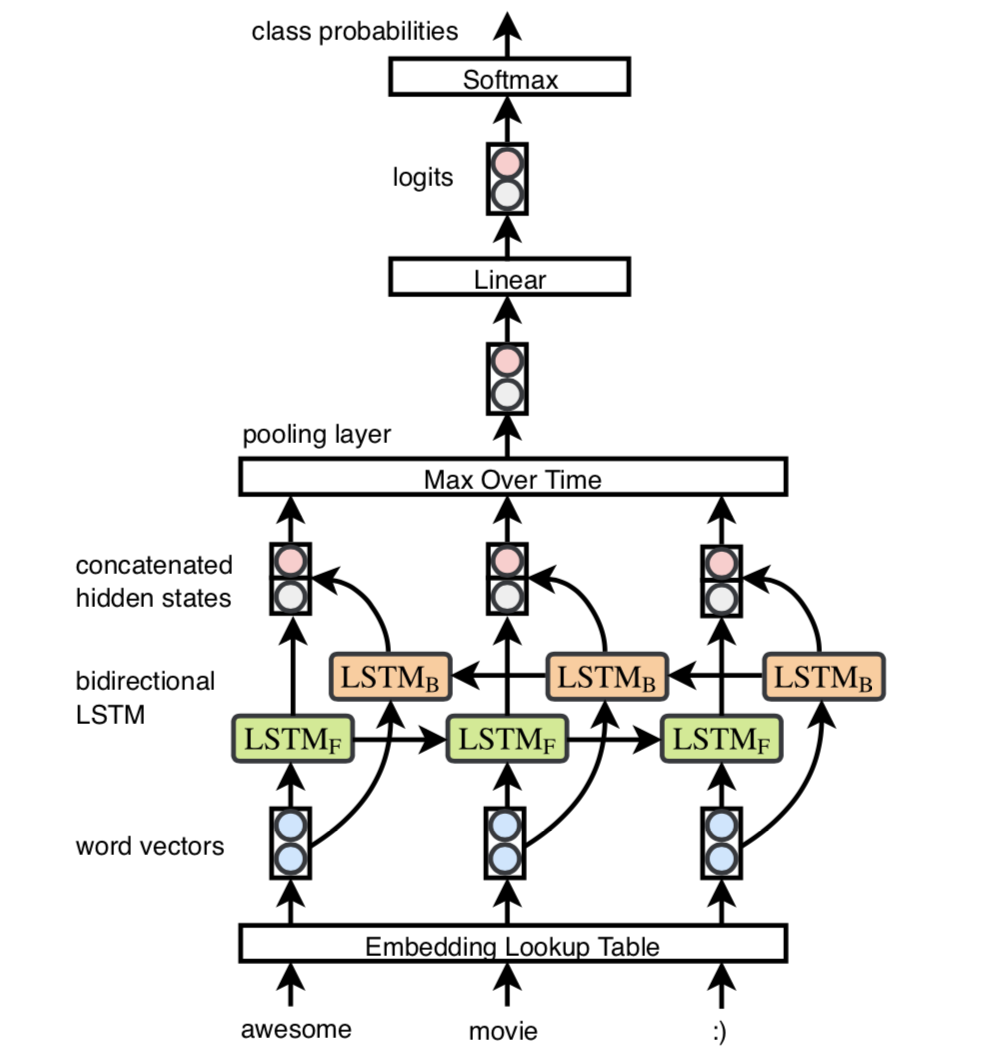 class probabilities
Softmax
logits
Linear
pooling layer
Max Over Time
concatenated
hidden states
bidirectional
LSTM
LSTMB LSTMB LSTMB
LSTMF LSTMF LSTMF
word vectors
Embedding Lookup Table
awesome movie :)